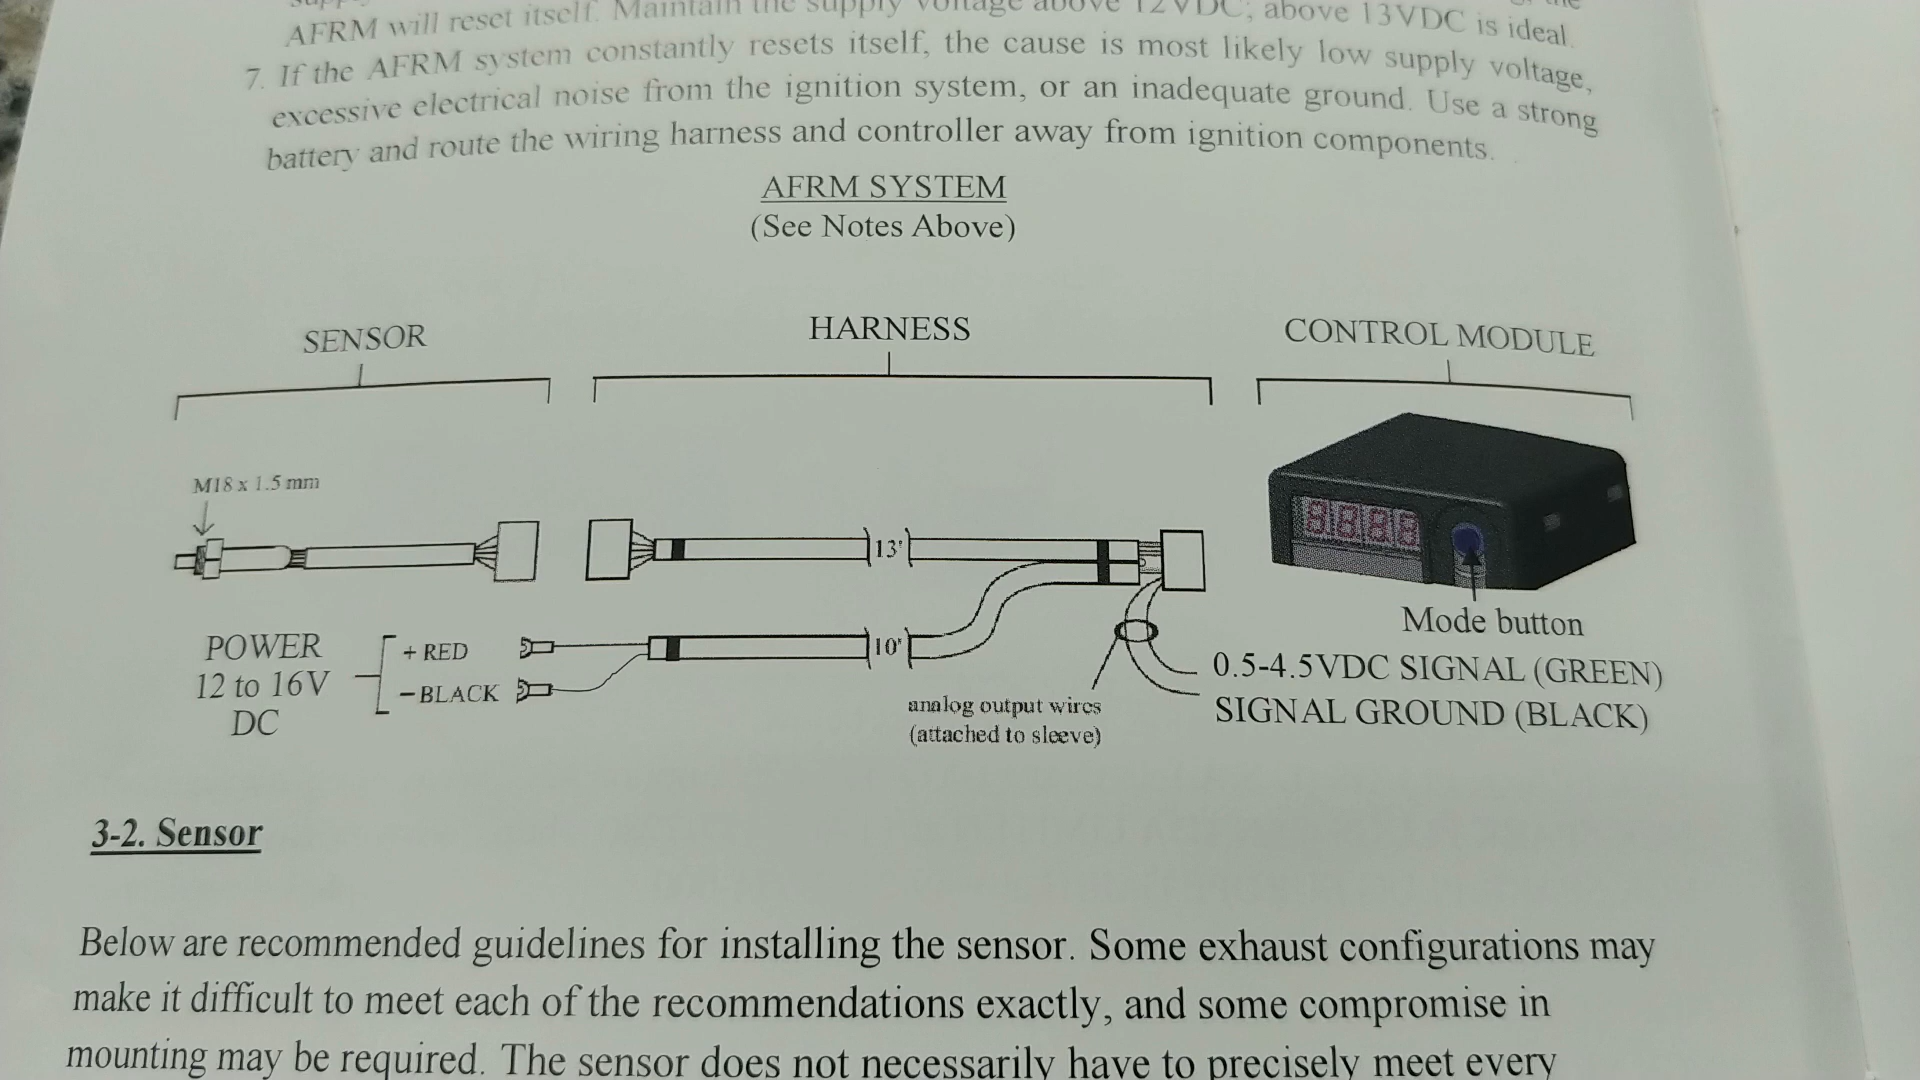 AFRM will reset itself. Maintain the supply voltage above 12VDC, above 13VDC is ideal.
7. If the AFRM system constantly resets itself, the cause is most likely low supply voltage,
excessive electrical noise from the ignition system, or an inadequate ground. Use a strong
battery and route the wiring harness and controller away from ignition components.
AFRM SYSTEM
(See Notes Above)
SENSOR
HARNESS
CONTROL MODULE
M18 x 1.5 mm
13'
8.8.8.8
Mode button
POWER
12 to 16V
DC
+ RED
– BLACK
10'
analog output wires
(attached to sleeve)
0.5-4.5VDC SIGNAL (GREEN)
SIGNAL GROUND (BLACK)
3-2. Sensor
Below are recommended guidelines for installing the sensor. Some exhaust configurations may
make it difficult to meet each of the recommendations exactly, and some compromise in
mounting may be required. The sensor does not necessarily have to precisely meet every